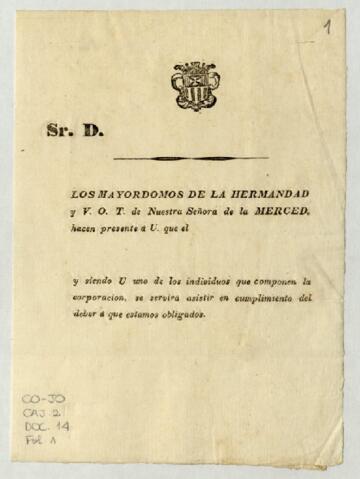 1
Sr. D.
LOS MAYORDOMOS DE LA HERMANDAD
y V. O. T. de Nuestra Señora de la MERCED,
hacen presente á U. que el
y siendo U uno de los individuos que componen la
corporacion, se servirá asistir en cumplimiento del
deber á que estamos obligados.
CO-JO
CAJ. 2
DOC. 14
Fol. 1